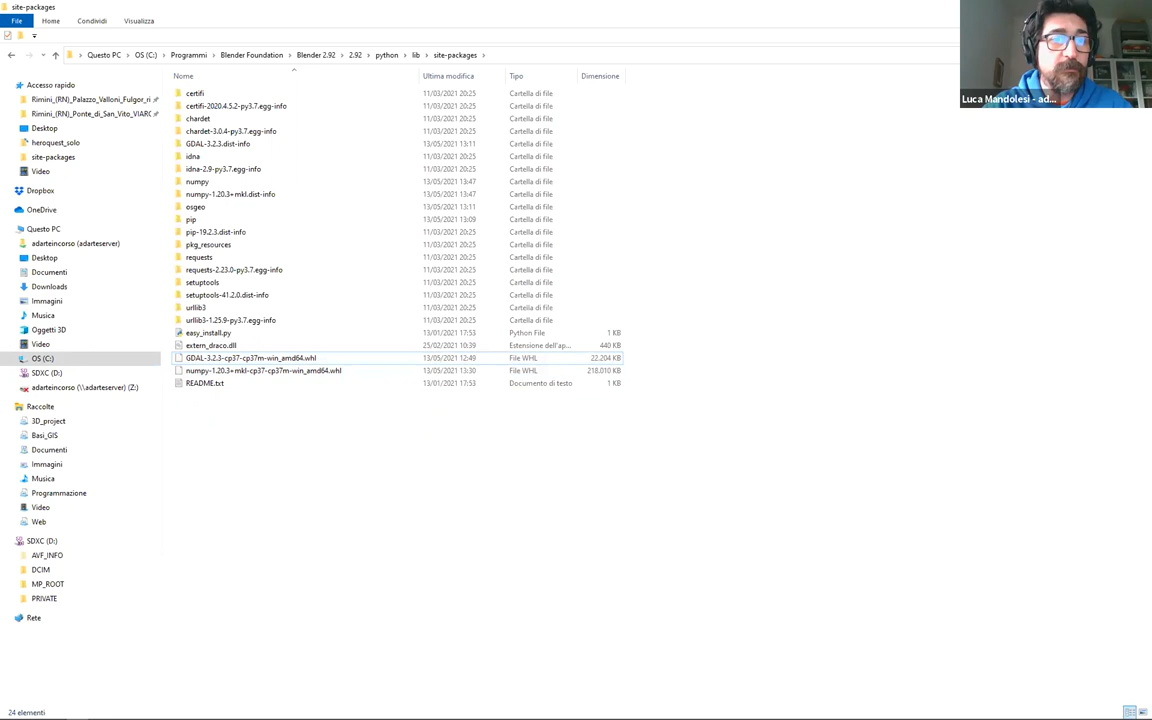 site-packages
File Home Condividi Visualizza
Questo PC > OS (C:) > Programmi > Blender Foundation > Blender 2.92 > 2.92 > python > lib > site-packages >
Nome Ultima modifica Tipo Dimensione
certifi 11/03/2021 20:25 Cartella di file
certifi-2020.4.5.2-py3.7.egg-info 11/03/2021 20:25 Cartella di file
chardet 11/03/2021 20:25 Cartella di file
chardet-3.0.4-py3.7.egg-info 11/03/2021 20:25 Cartella di file
GDAL-3.2.3.dist-info 13/05/2021 13:11 Cartella di file
idna 11/03/2021 20:25 Cartella di file
idna-2.9-py3.7.egg-info 11/03/2021 20:25 Cartella di file
numpy 13/05/2021 13:47 Cartella di file
numpy-1.20.3+mkl.dist-info 13/05/2021 13:47 Cartella di file
osgeo 13/05/2021 13:11 Cartella di file
pip 13/05/2021 13:09 Cartella di file
pip-19.2.3.dist-info 11/03/2021 20:25 Cartella di file
pkg_resources 11/03/2021 20:25 Cartella di file
requests 11/03/2021 20:25 Cartella di file
requests-2.23.0-py3.7.egg-info 11/03/2021 20:25 Cartella di file
setuptools 11/03/2021 20:25 Cartella di file
setuptools-41.2.0.dist-info 11/03/2021 20:25 Cartella di file
urllib3 11/03/2021 20:25 Cartella di file
urllib3-1.25.9-py3.7.egg-info 11/03/2021 20:25 Cartella di file
easy_install.py 13/01/2021 17:53 Python File 1 KB
extern_draco.dll 25/02/2021 10:39 Estensione dell'ap... 440 KB
GDAL-3.2.3-cp37-cp37m-win_amd64.whl 13/05/2021 12:49 File WHL 22.204 KB
numpy-1.20.3+mkl-cp37-cp37m-win_amd64.whl 13/05/2021 13:30 File WHL 218.010 KB
README.txt 13/01/2021 17:53 Documento di testo 1 KB
Accesso rapido
Rimini_(RN)_Palazzo_Valloni_Fulgor_ri
Rimini_(RN)_Ponte_di_San_Vito_VIARC
Desktop
heroquest_solo
site-packages
Video
Dropbox
OneDrive
Questo PC
adarteincorso (adarteserver)
Desktop
Documenti
Downloads
Immagini
Musica
Oggetti 3D
Video
OS (C:)
SDXC (D:)
adarteincorso (\\adarteserver) (Z:)
Raccolte
3D_project
Basi_GIS
Documenti
Immagini
Musica
Programmazione
Video
Web
SDXC (D:)
AVF_INFO
DCIM
MP_ROOT
PRIVATE
Rete
24 elementi
Luca Mandolesi - ad...